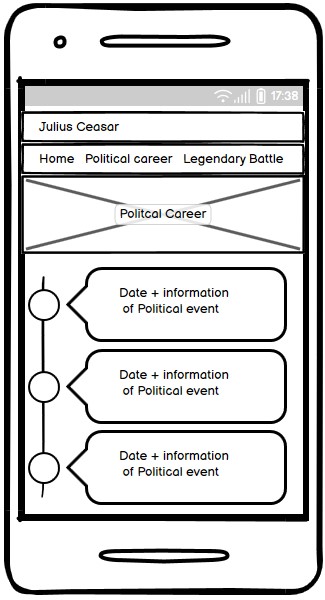 17:38
Julius Ceasar
Home Political career Legendary Battle
Politcal Career
Date + information
of Political event
Date + information
of Political event
Date + information
of Political event